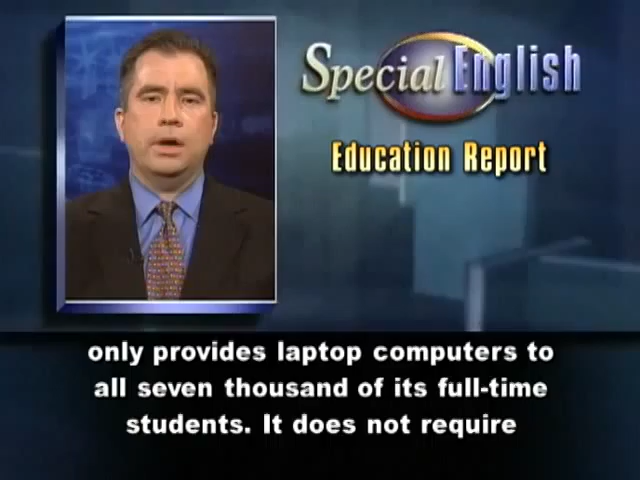 Special English
Education Report
only provides laptop computers to
all seven thousand of its full-time
students. It does not require